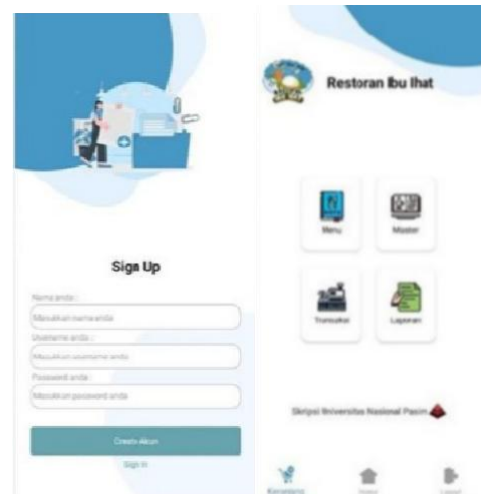 Sign Up
Nama anda :
Masukkan nama anda
Username anda :
Masukkan username anda
Password anda :
Masukkan password anda
Create Akun
Sign In
Restoran Ibu Ihat
Menu
Master
Transaksi
Laporan
Skripsi Universitas Nasional Pasim
Keranjang
Home
Logout